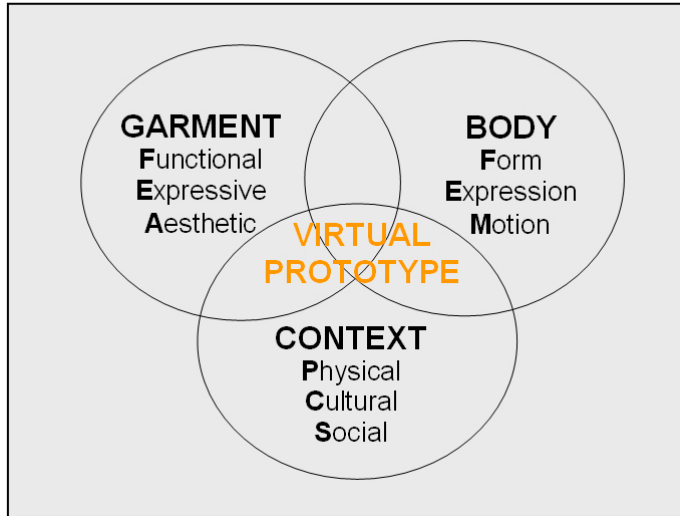 GARMENT
Functional
Expressive
Aesthetic
BODY
Form
Expression
Motion
VIRTUAL
PROTOTYPE
CONTEXT
Physical
Cultural
Social